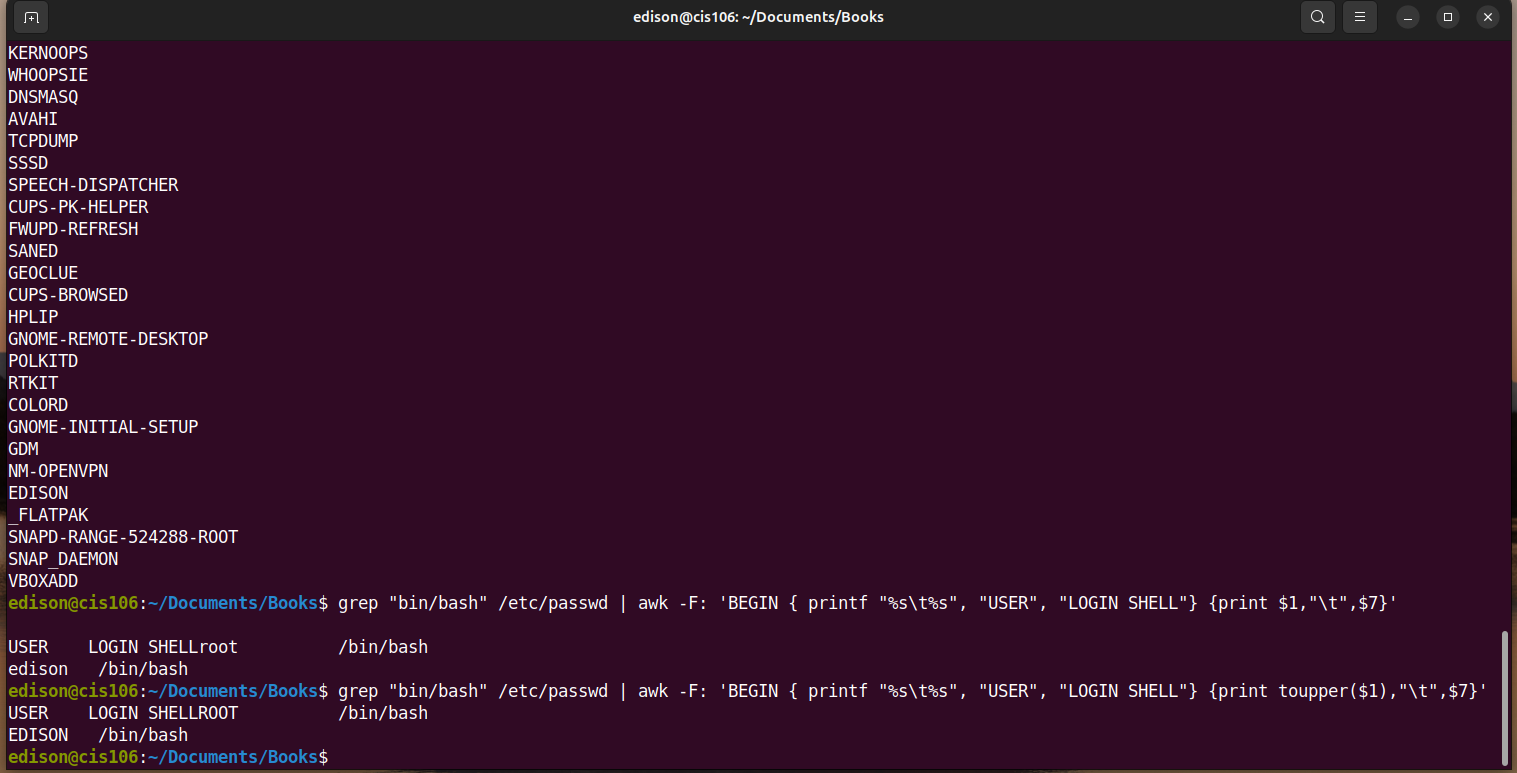 edison@cis106: ~/Documents/Books
KERNOOPS
WHOOPSIE
DNSMASQ
AVAHI
TCPDUMP
SSSD
SPEECH-DISPATCHER
CUPS-PK-HELPER
FWUPD-REFRESH
SANED
GEOCLUE
CUPS-BROWSED
HPLIP
GNOME-REMOTE-DESKTOP
POLKITD
RTKIT
COLORD
GNOME-INITIAL-SETUP
GDM
NM-OPENVPN
EDISON
_FLATPAK
SNAPD-RANGE-524288-ROOT
SNAP_DAEMON
VBOXADD
edison@cis106:~/Documents/Books$ grep "bin/bash" /etc/passwd | awk -F: 'BEGIN { printf "%s\t%s", "USER", "LOGIN SHELL"} {print $1,"\t",$7}'
USER    LOGIN SHELLroot          /bin/bash
edison   /bin/bash
edison@cis106:~/Documents/Books$ grep "bin/bash" /etc/passwd | awk -F: 'BEGIN { printf "%s\t%s", "USER", "LOGIN SHELL"} {print toupper($1),"\t",$7}'
USER    LOGIN SHELLROOT          /bin/bash
EDISON   /bin/bash
edison@cis106:~/Documents/Books$